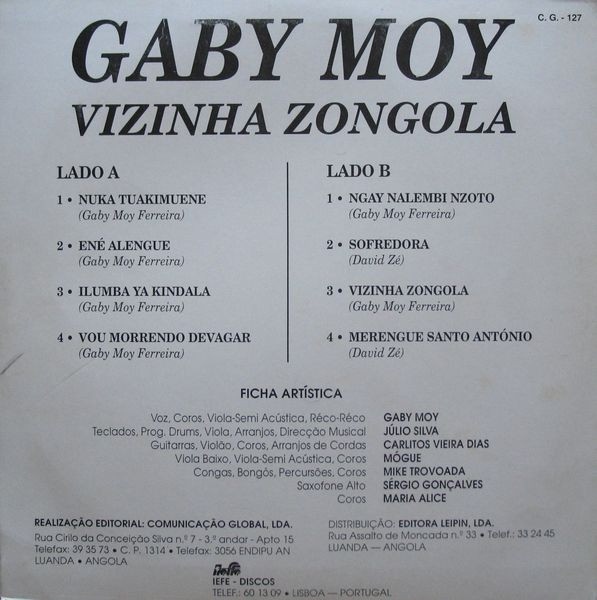 C. G. - 127
GABY MOY
VIZINHA ZONGOLA
LADO A
1 • NUKA TUAKIMUENE
(Gaby Moy Ferreira)
2 • ENÉ ALENGUE
(Gaby Moy Ferreira)
3 • ILUMBA YA KINDALA
(Gaby Moy Ferreira)
4 • VOU MORRENDO DEVAGAR
(Gaby Moy Ferreira)
LADO B
1 • NGAY NALEMBI NZOTO
(Gaby Moy Ferreira)
2 • SOFREDORA
(David Zé)
3 • VIZINHA ZONGOLA
(Gaby Moy Ferreira)
4 • MERENGUE SANTO ANTÓNIO
(David Zé)
FICHA ARTÍSTICA
Voz, Coros, Viola-Semi Acústica, Réco-Réco GABY MOY
Teclados, Prog. Drums, Viola, Arranjos, Direcção Musical JÚLIO SILVA
Guitarras, Violão, Coros, Arranjos de Cordas CARLITOS VIEIRA DIAS
Viola Baixo, Viola-Semi Acústica, Coros MÓGUE
Congas, Bongôs, Percursões, Coros MIKE TROVOADA
Saxofone Alto SÉRGIO GONÇALVES
Coros MARIA ALICE
REALIZAÇÃO EDITORIAL: COMUNICAÇÃO GLOBAL, LDA.
Rua Cirilo da Conceição Silva n.º 7 - 3.º andar - Apto 15
Telefax: 39 35 73 • C. P. 1314 • Telefax: 3056 ENDIPU AN
LUANDA • ANGOLA
DISTRIBUIÇÃO: EDITORA LEIPIN, LDA.
Rua Assalto de Moncada n.º 33 • Telef.: 33 24 45
LUANDA — ANGOLA
Iefe
IEFE - DISCOS
TELEF.: 60 13 09 • LISBOA — PORTUGAL